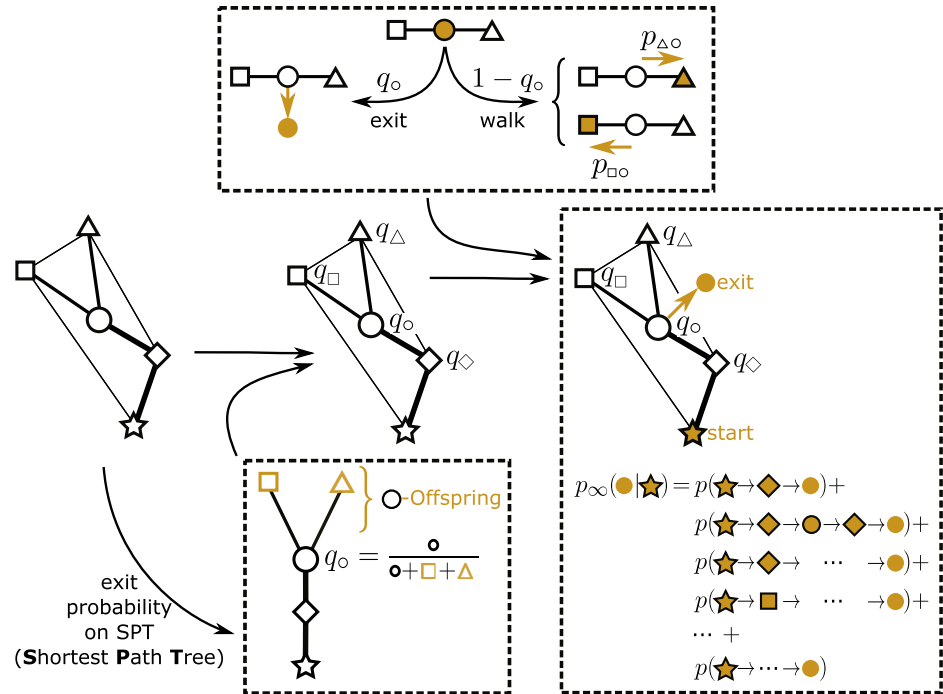 p△○
q○
1 − q○
exit
walk
p□○
q△
q□
q○
q◇
q△
q□
exit
q○
q◇
start
○-Offspring
q○ = ○ / (○ + □ + △)
exit
probability
on SPT
(Shortest Path Tree)
p∞(●|★) = p(★→◆→●)+
p(★→◆→●→◆→●)+
p(★→◆→ ··· →●)+
p(★→■→ ··· →●)+
··· +
p(★→···→●)